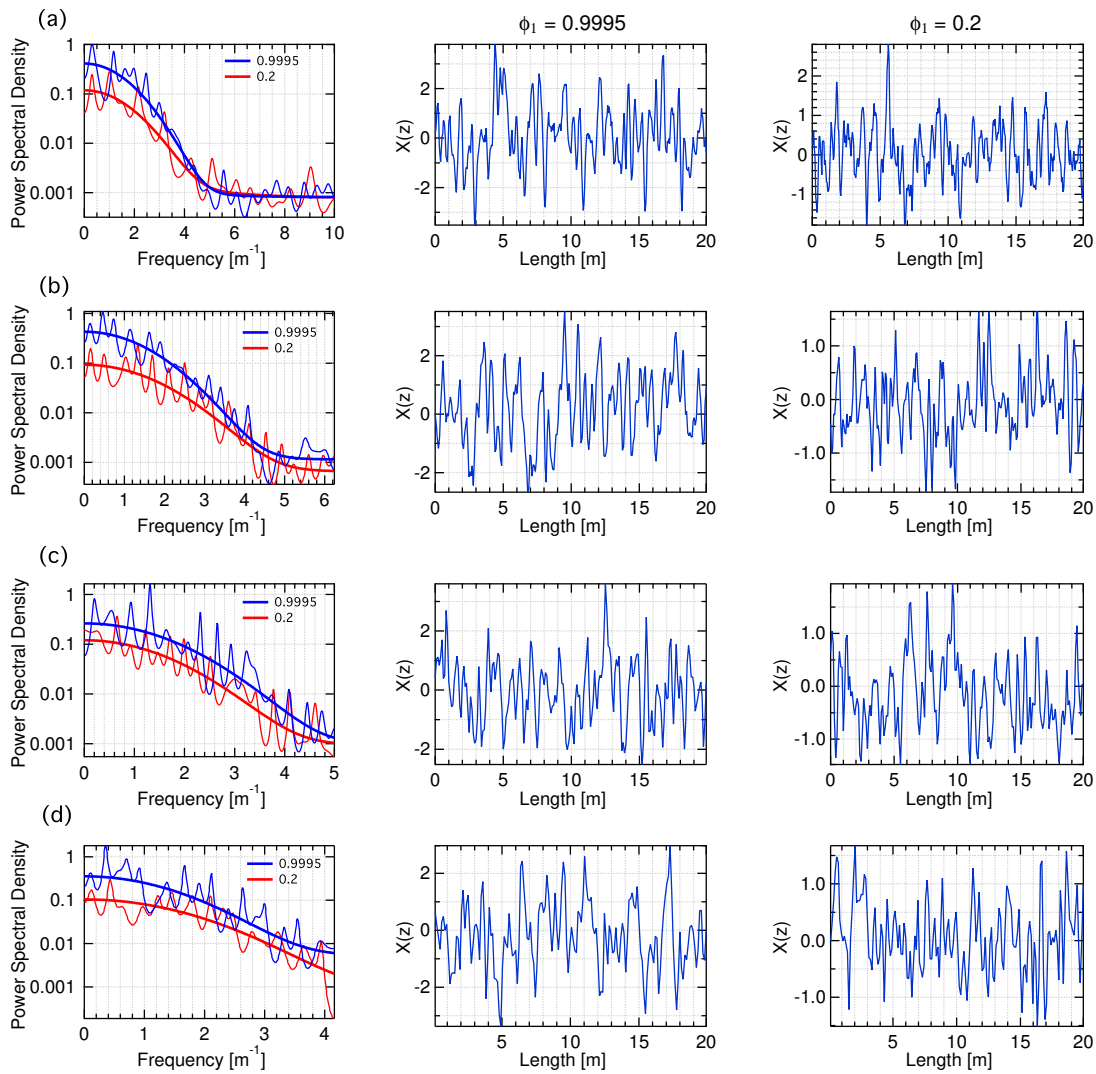 (a)
ϕ1 = 0.9995
ϕ1 = 0.2
Power Spectral Density
1
0.1
0.01
0.001
0.9995
0.2
0 2 4 6 8 10
Frequency [m-1]
X(z)
2
0
-2
0 5 10 15 20
Length [m]
X(z)
2
1
0
-1
0 5 10 15 20
Length [m]
(b)
Power Spectral Density
1
0.1
0.01
0.001
0.9995
0.2
0 1 2 3 4 5 6
Frequency [m-1]
X(z)
2
0
-2
0 5 10 15 20
Length [m]
X(z)
1.0
0.0
-1.0
0 5 10 15 20
Length [m]
(c)
Power Spectral Density
1
0.1
0.01
0.001
0.9995
0.2
0 1 2 3 4 5
Frequency [m-1]
X(z)
2
0
-2
0 5 10 15
Length [m]
X(z)
1.0
0.0
-1.0
0 5 10 15 20
Length [m]
(d)
Power Spectral Density
1
0.1
0.01
0.001
0.9995
0.2
0 1 2 3 4
Frequency [m-1]
X(z)
2
0
-2
5 10 15 20
Length [m]
X(z)
1.0
0.0
-1.0
5 10 15 20
Length [m]